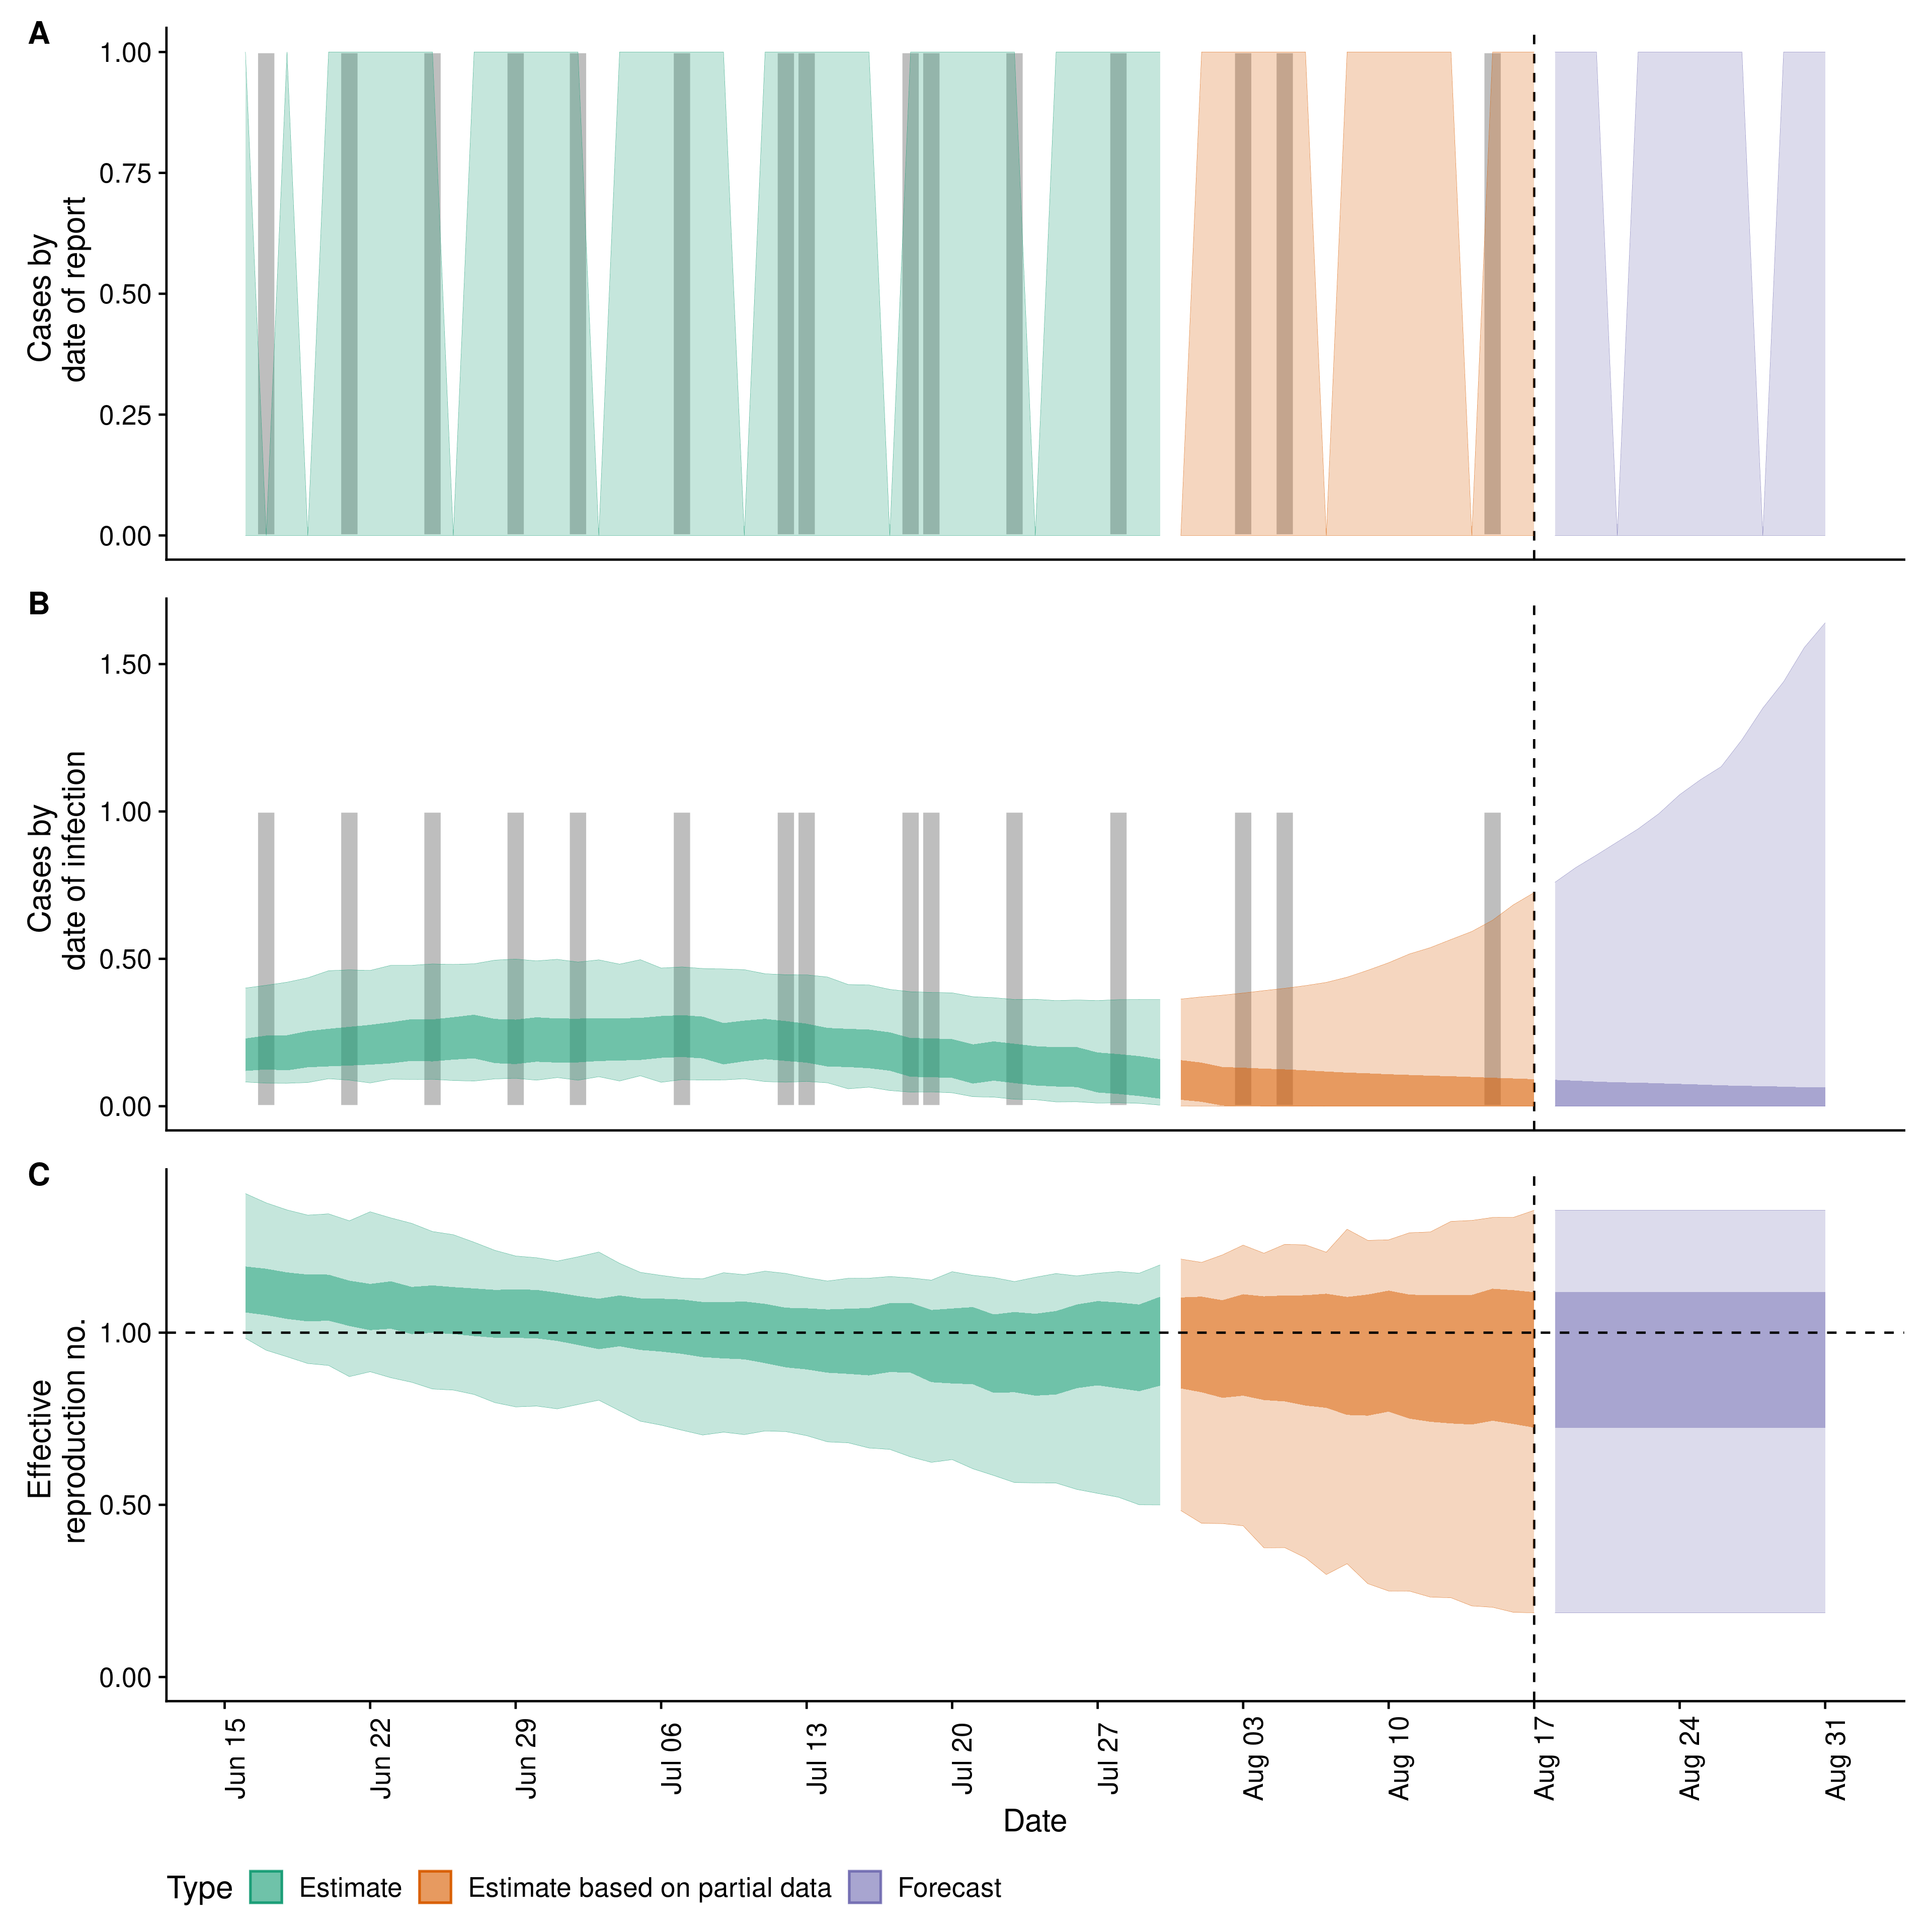 A
1.00
0.75
0.50
0.25
0.00
Cases by
date of report
B
1.50
1.00
0.50
0.00
Cases by
date of infection
C
1.00
0.50
0.00
Effective
reproduction no.
Jun 15
Jun 22
Jun 29
Jul 06
Jul 13
Jul 20
Jul 27
Aug 03
Aug 10
Aug 17
Aug 24
Aug 31
Date
Type
Estimate
Estimate based on partial data
Forecast